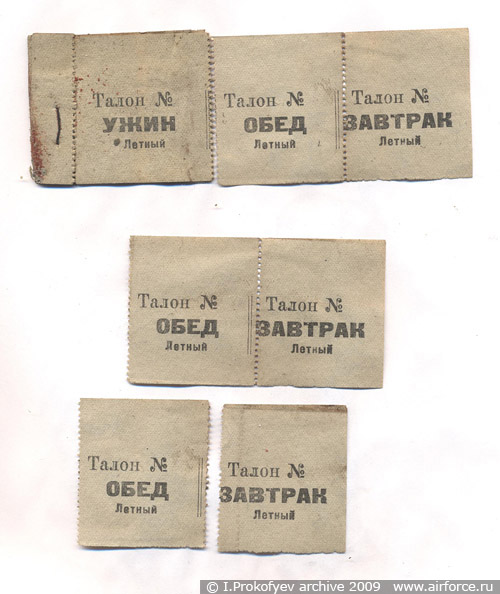 Талон №
УЖИН
Летный
Талон №
ОБЕД
Летный
Талон №
ЗАВТРАК
Летный
Талон №
ОБЕД
Летный
Талон №
ЗАВТРАК
Летный
Талон №
ОБЕД
Летный
Талон №
ЗАВТРАК
Летный
© I.Prokofyev archive 2009 www.airforce.ru